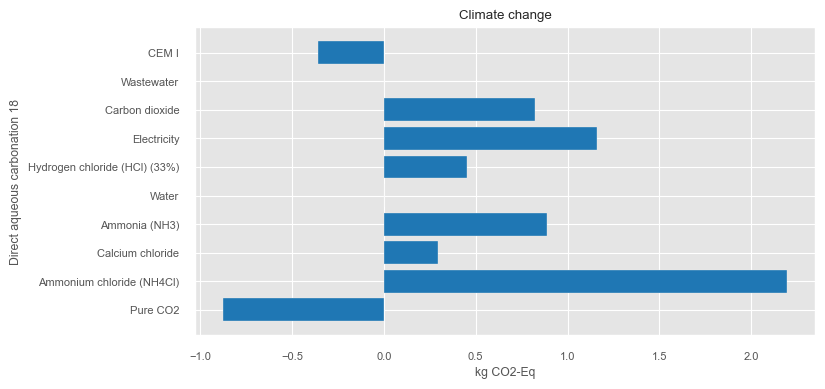 Climate change
Direct aqueous carbonation 18
CEM I
Wastewater
Carbon dioxide
Electricity
Hydrogen chloride (HCl) (33%)
Water
Ammonia (NH3)
Calcium chloride
Ammonium chloride (NH4Cl)
Pure CO2
−1.0 −0.5 0.0 0.5 1.0 1.5 2.0
kg CO2-Eq